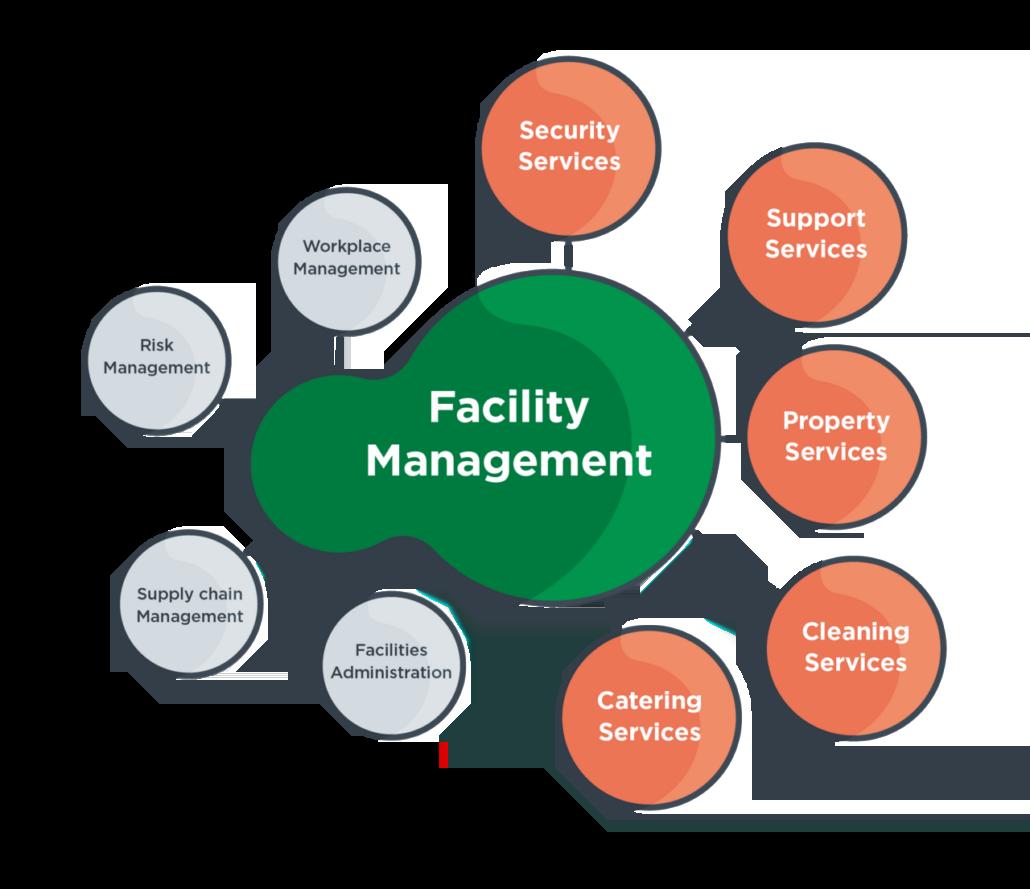 Security
Services
Support
Services
Workplace
Management
Risk
Management
Facility
Management
Property
Services
Supply chain
Management
Facilities
Administration
Cleaning
Services
Catering
Services